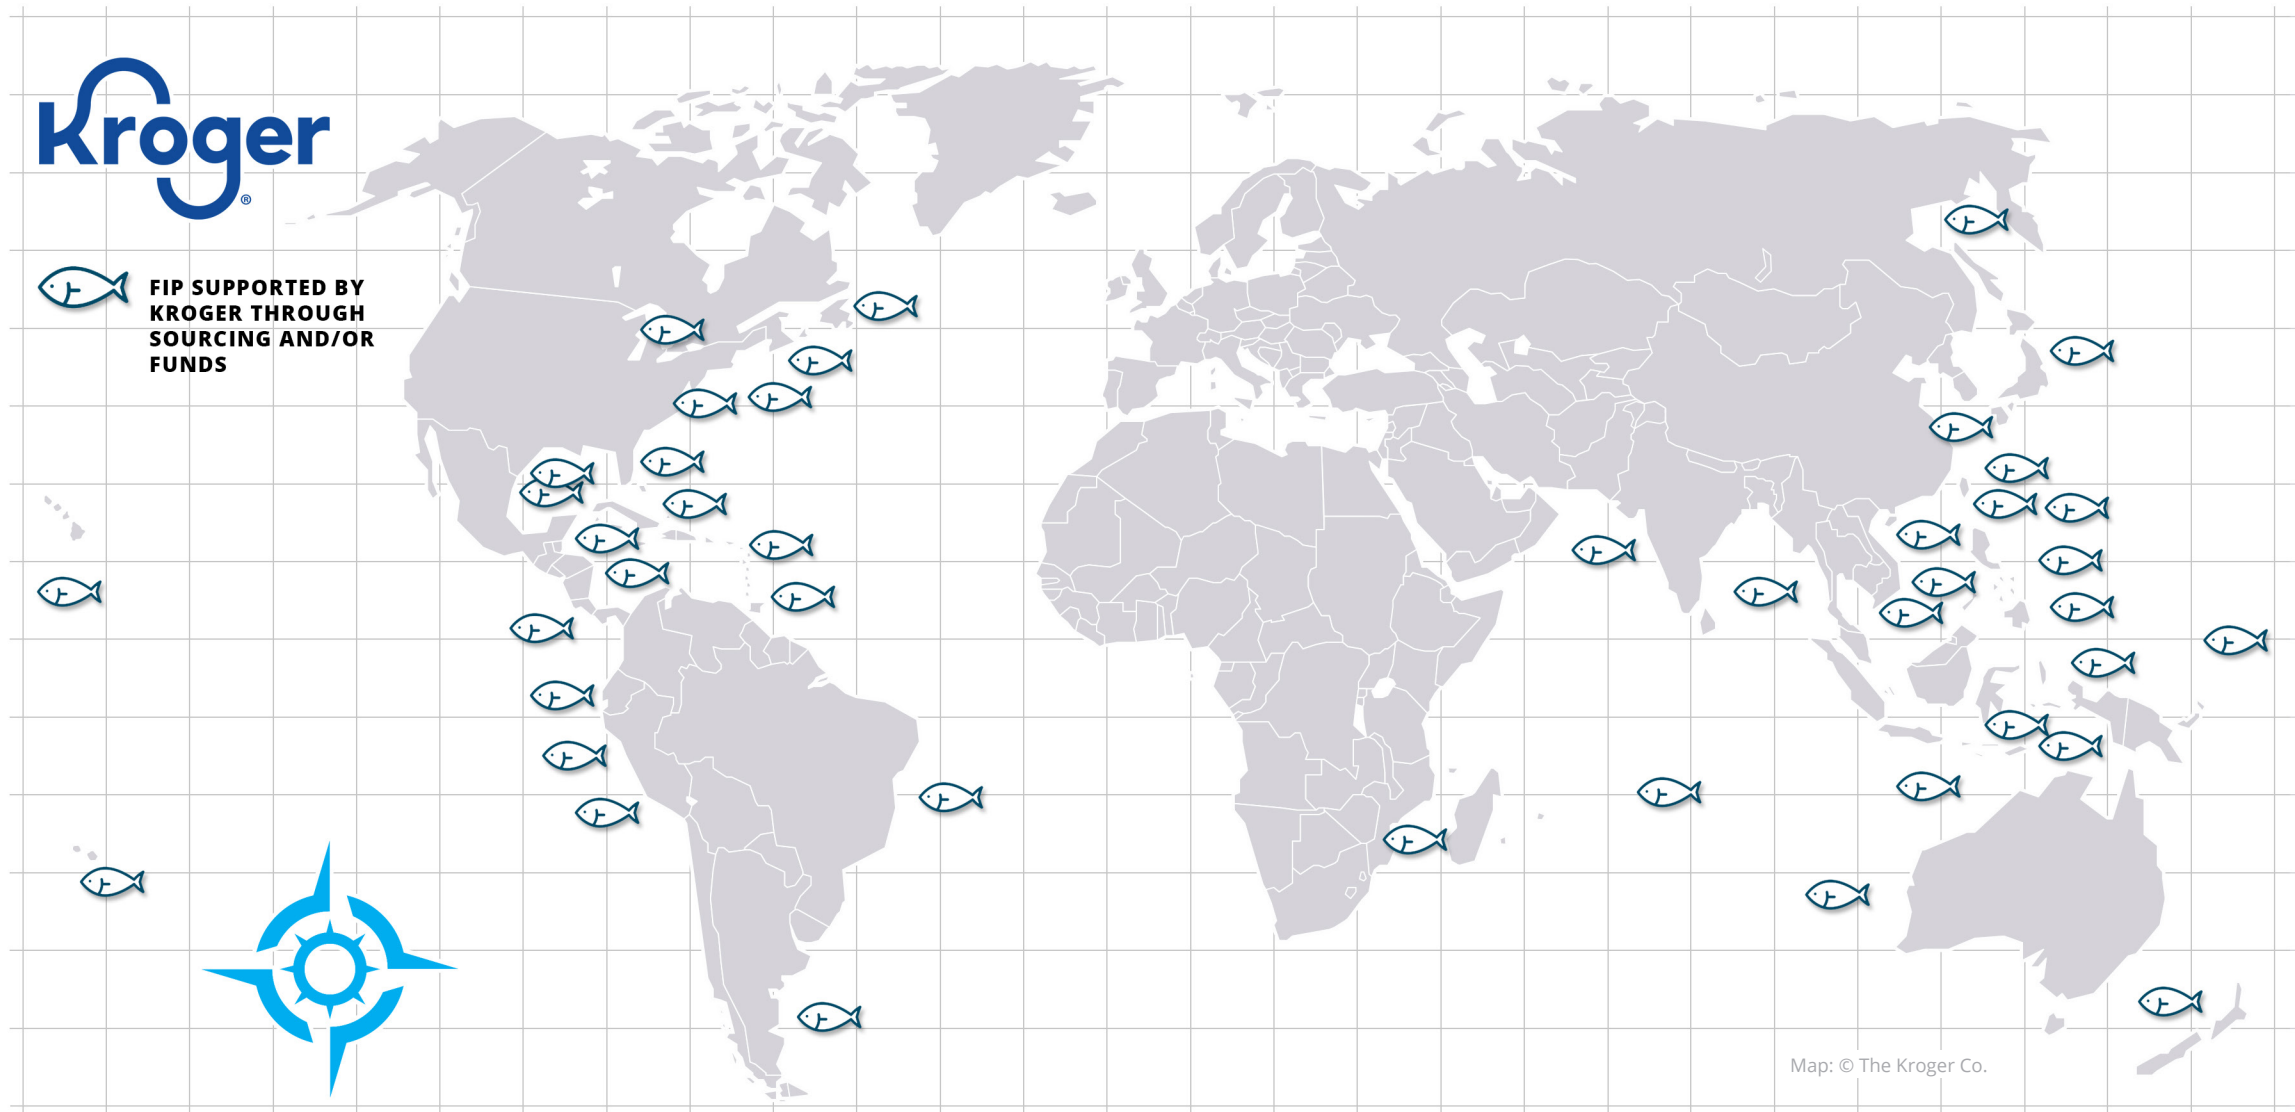 Kroger
®
FIP SUPPORTED BY
KROGER THROUGH
SOURCING AND/OR
FUNDS
Map: © The Kroger Co.